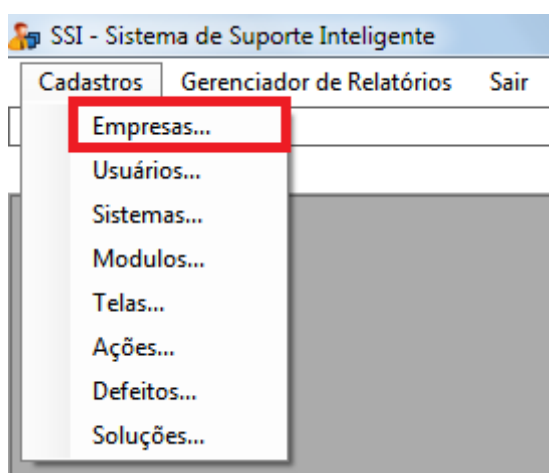 SSI - Sistema de Suporte Inteligente
Cadastros Gerenciador de Relatórios Sair
Empresas...
Usuários...
Sistemas...
Modulos...
Telas...
Ações...
Defeitos...
Soluções...